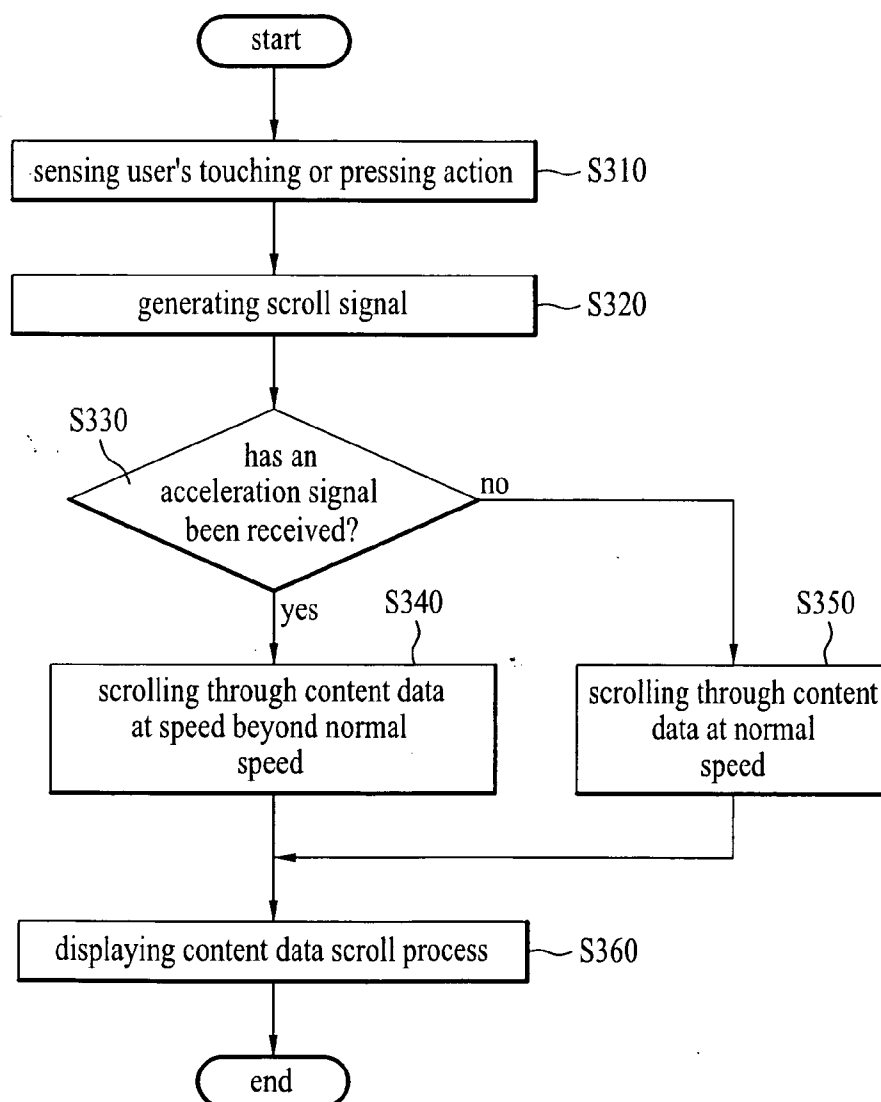 start
sensing user's touching or pressing action
S310
generating scroll signal
S320
S330
has an
acceleration signal
been received?
no
yes
S340
scrolling through content data
at speed beyond normal
speed
S350
scrolling through content
data at normal
speed
displaying content data scroll process
S360
end